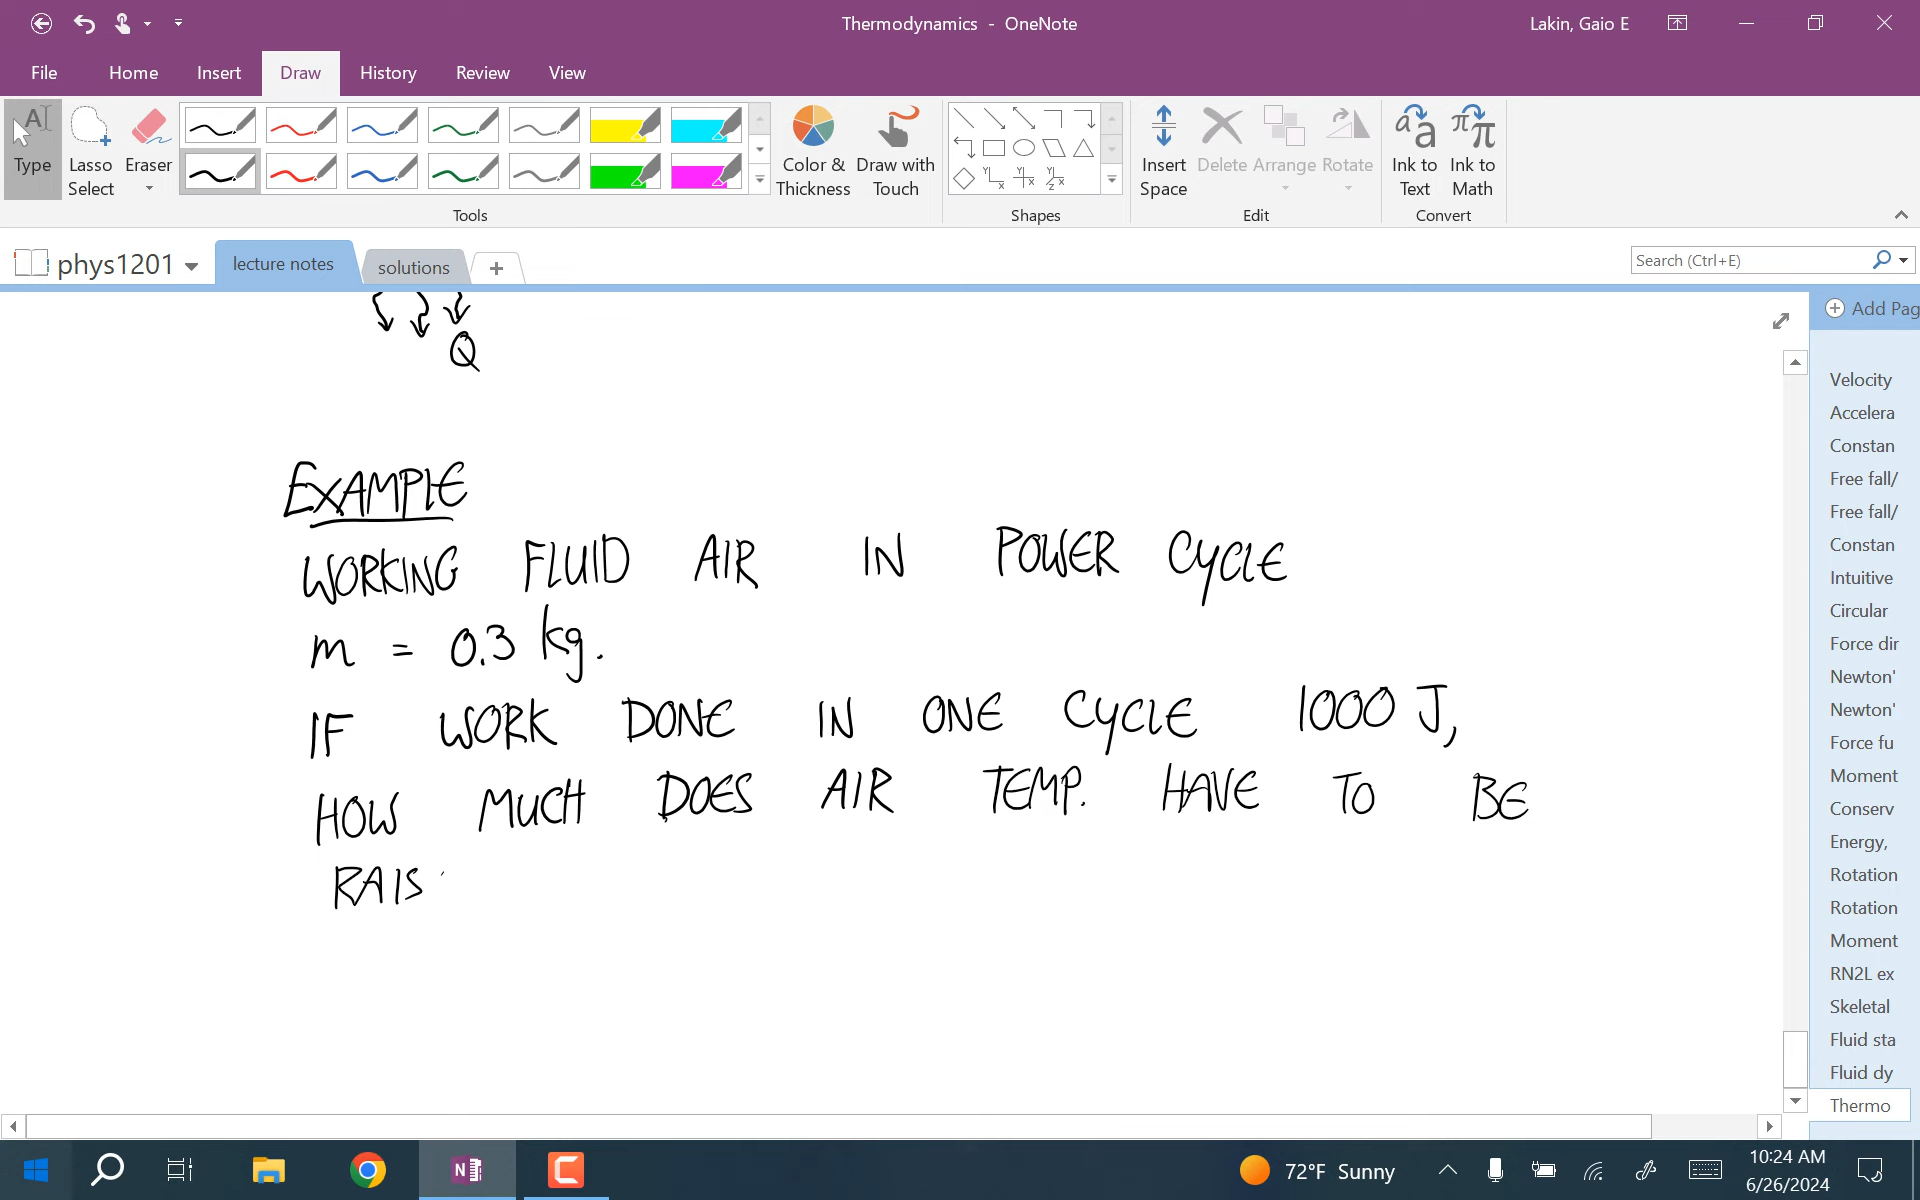 Thermodynamics - OneNote
Lakin, Gaio E
File Home Insert Draw History Review View
Type
Lasso Select
Eraser
Color & Thickness
Draw with Touch
Insert Space
Delete
Arrange
Rotate
Ink to Text
Ink to Math
Tools
Shapes
Edit
Convert
phys1201
lecture notes
solutions
Search (Ctrl+E)
Add Pag
Q
EXAMPLE
WORKING FLUID AIR IN POWER CYCLE
m = 0.3 kg.
IF WORK DONE IN ONE CYCLE 1000 J,
HOW MUCH DOES AIR TEMP. HAVE TO BE
RAIS
Velocity
Accelera
Constan
Free fall/
Free fall/
Constan
Intuitive
Circular
Force dir
Newton'
Newton'
Force fu
Moment
Conserv
Energy,
Rotation
Rotation
Moment
RN2L ex
Skeletal
Fluid sta
Fluid dy
Thermo
72°F Sunny
10:24 AM
6/26/2024